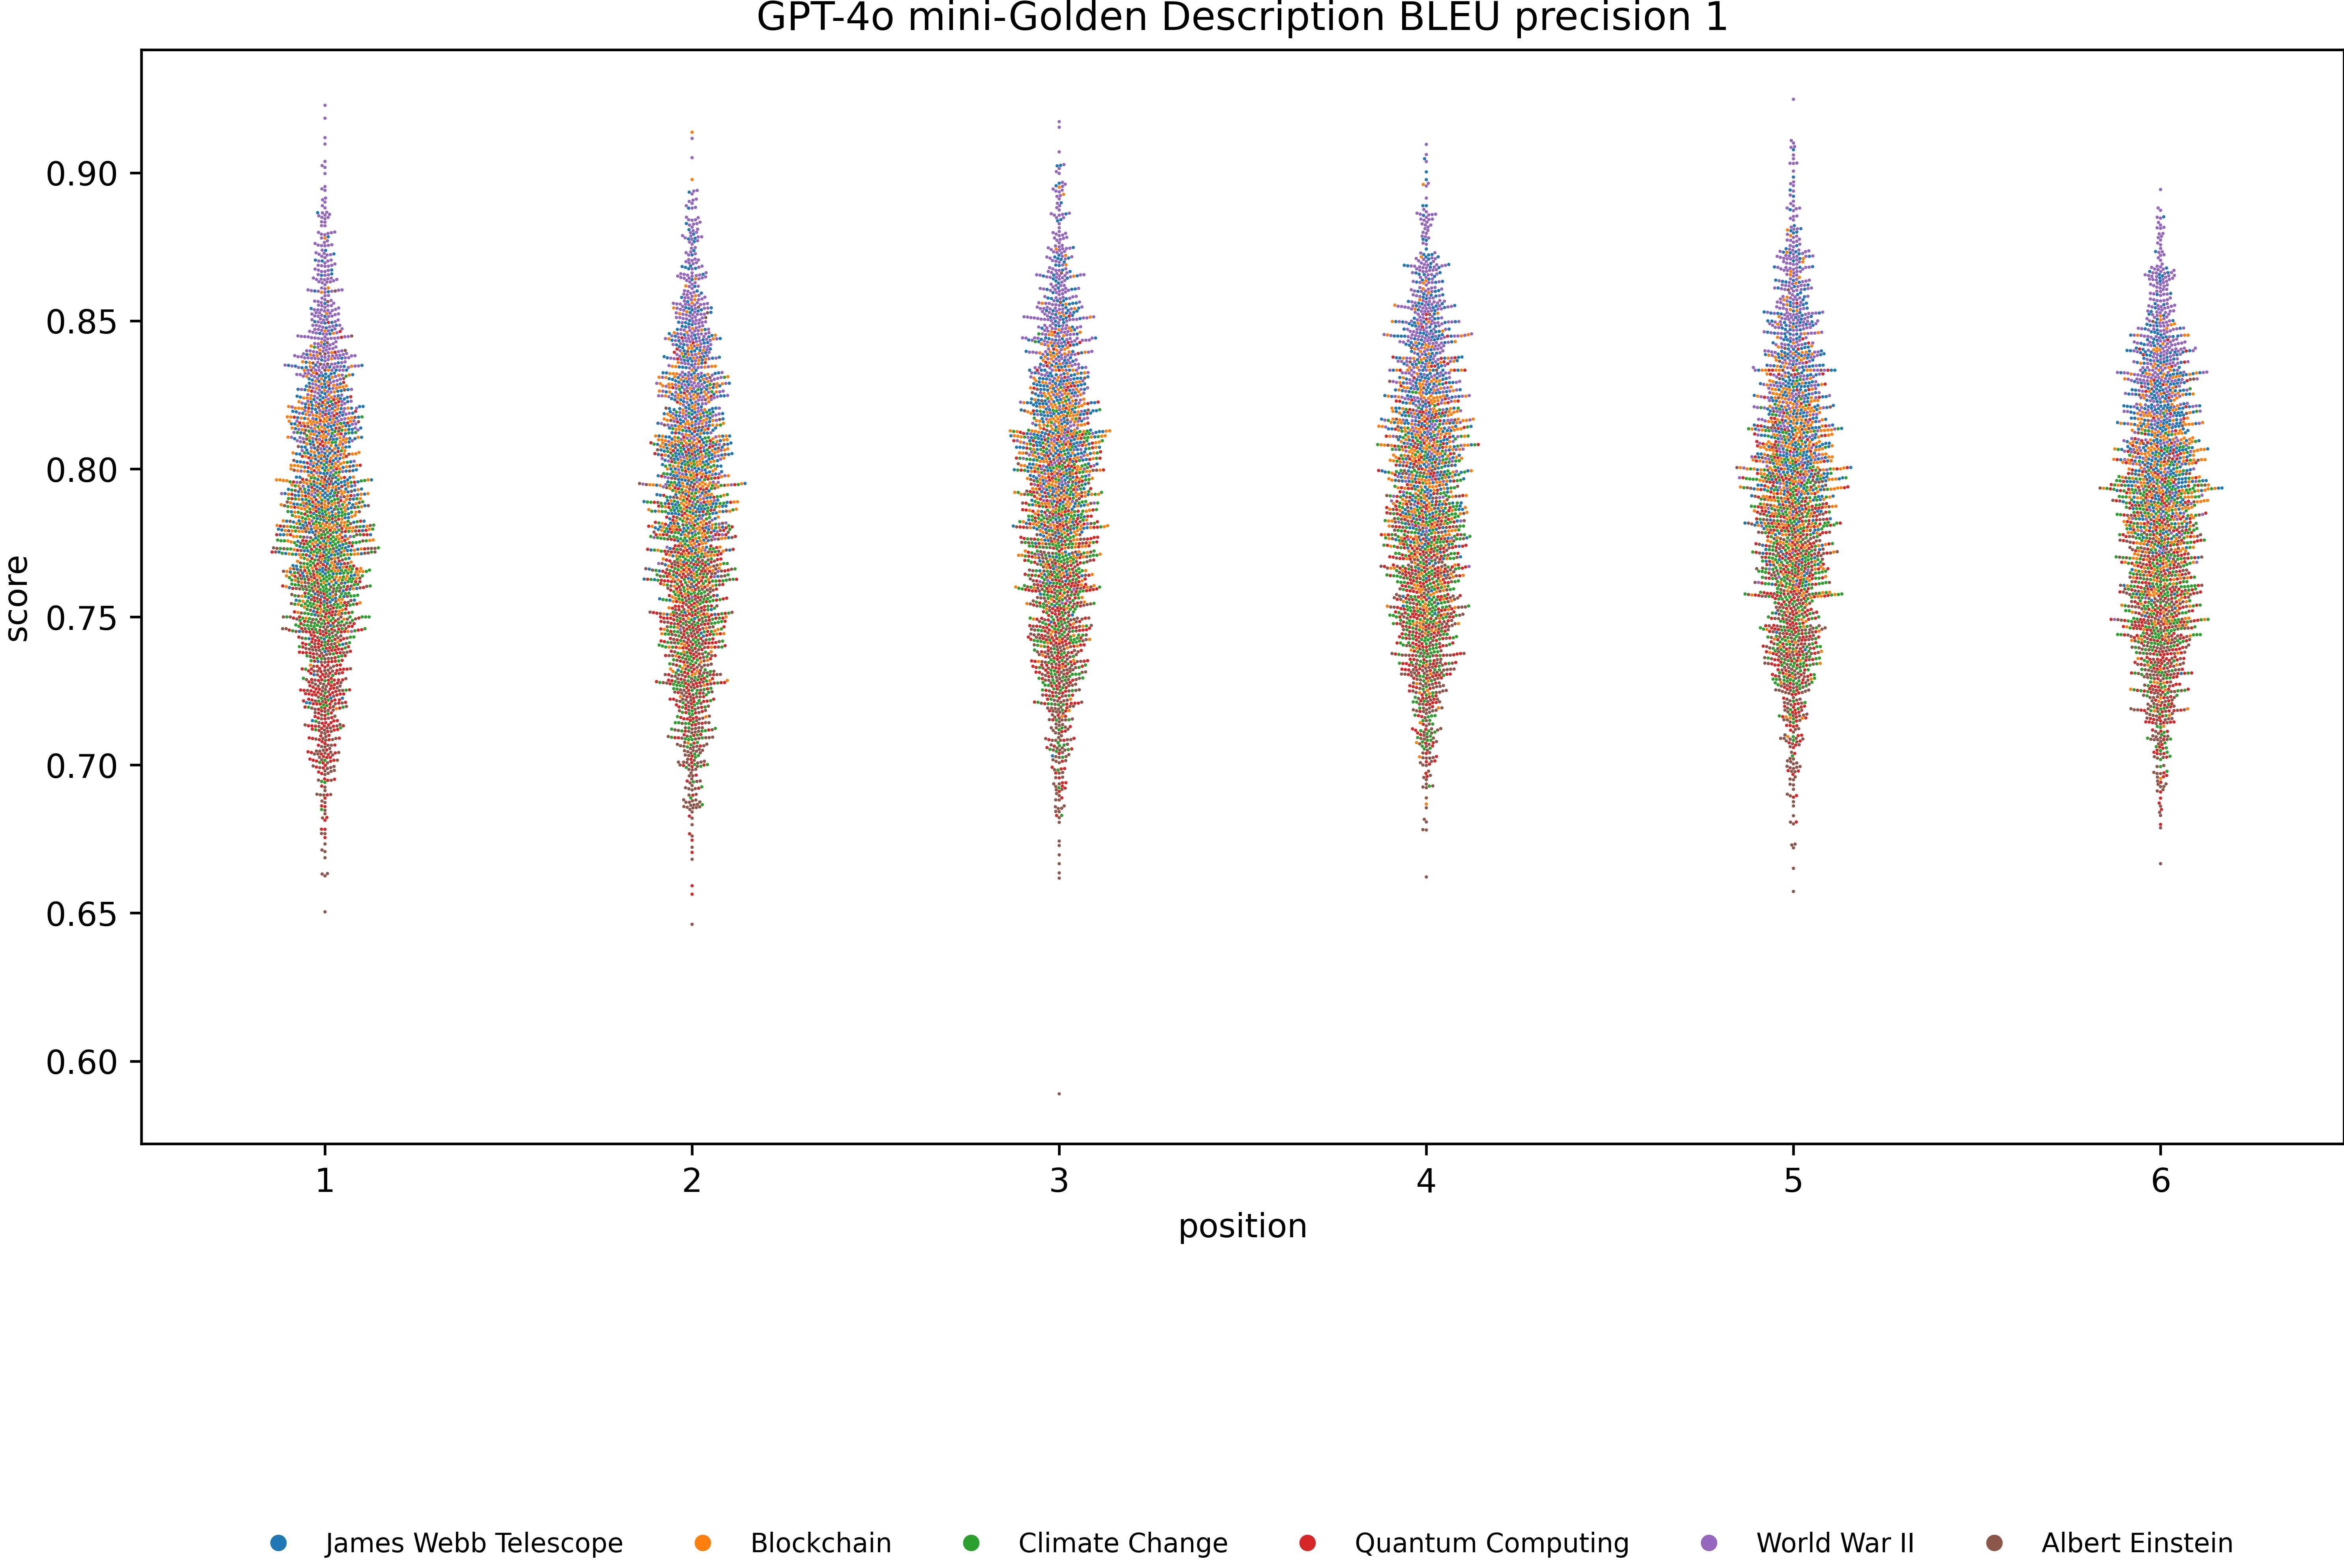 GPT-4o mini-Golden Description BLEU precision 1
score
0.90
0.85
0.80
0.75
0.70
0.65
0.60
1 2 3 4 5 6
position
James Webb Telescope Blockchain Climate Change Quantum Computing World War II Albert Einstein